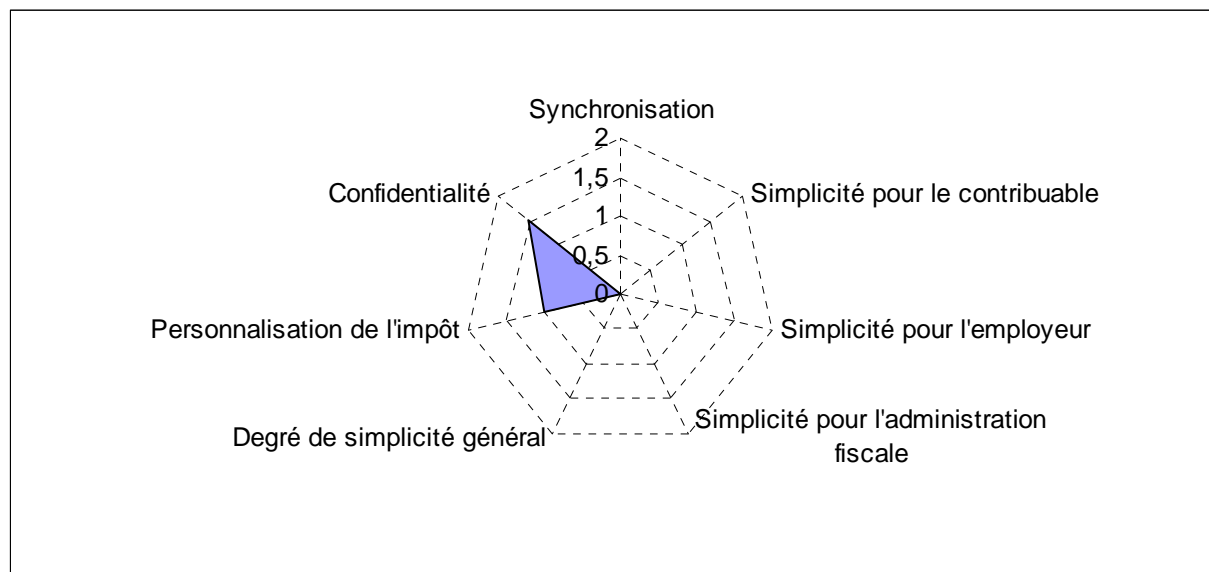 Synchronisation
2
1,5
1
0,5
0
Simplicité pour le contribuable
Simplicité pour l'employeur
Simplicité pour l'administration
fiscale
Degré de simplicité général
Personnalisation de l'impôt
Confidentialité